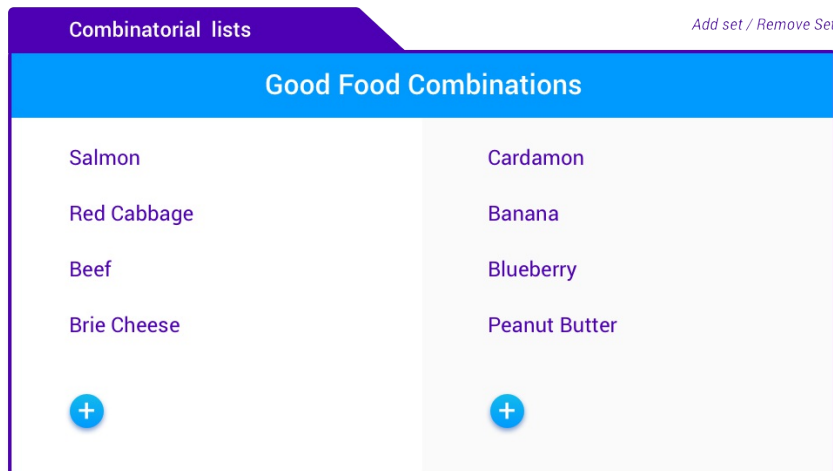 Combinatorial lists
Add set / Remove Set
Good Food Combinations
Salmon
Cardamon
Red Cabbage
Banana
Beef
Blueberry
Brie Cheese
Peanut Butter
+
+